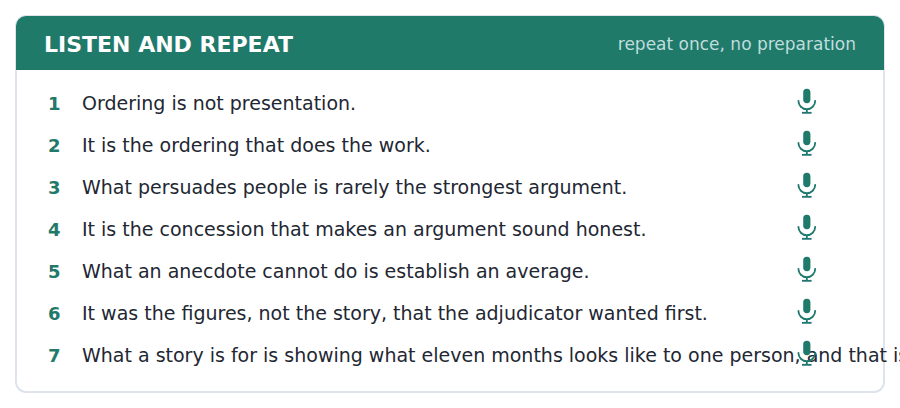 LISTEN AND REPEAT
repeat once, no preparation
1 Ordering is not presentation.
2 It is the ordering that does the work.
3 What persuades people is rarely the strongest argument.
4 It is the concession that makes an argument sound honest.
5 What an anecdote cannot do is establish an average.
6 It was the figures, not the story, that the adjudicator wanted first.
7 What a story is for is showing what eleven months looks like to one person, and that